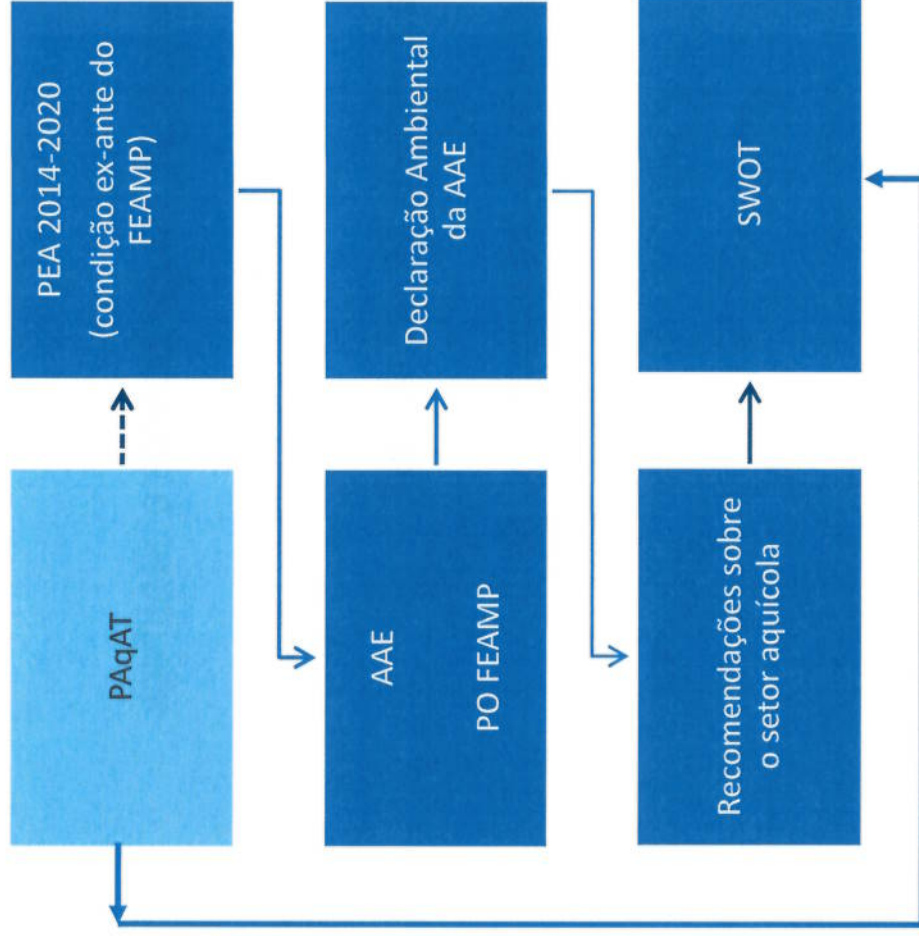 PAqAT
PEA 2014-2020
(condição ex-ante do
FEAMP)
AAE
PO FEAMP
Declaração Ambiental
da AAE
Recomendações sobre
o setor aquícola
SWOT